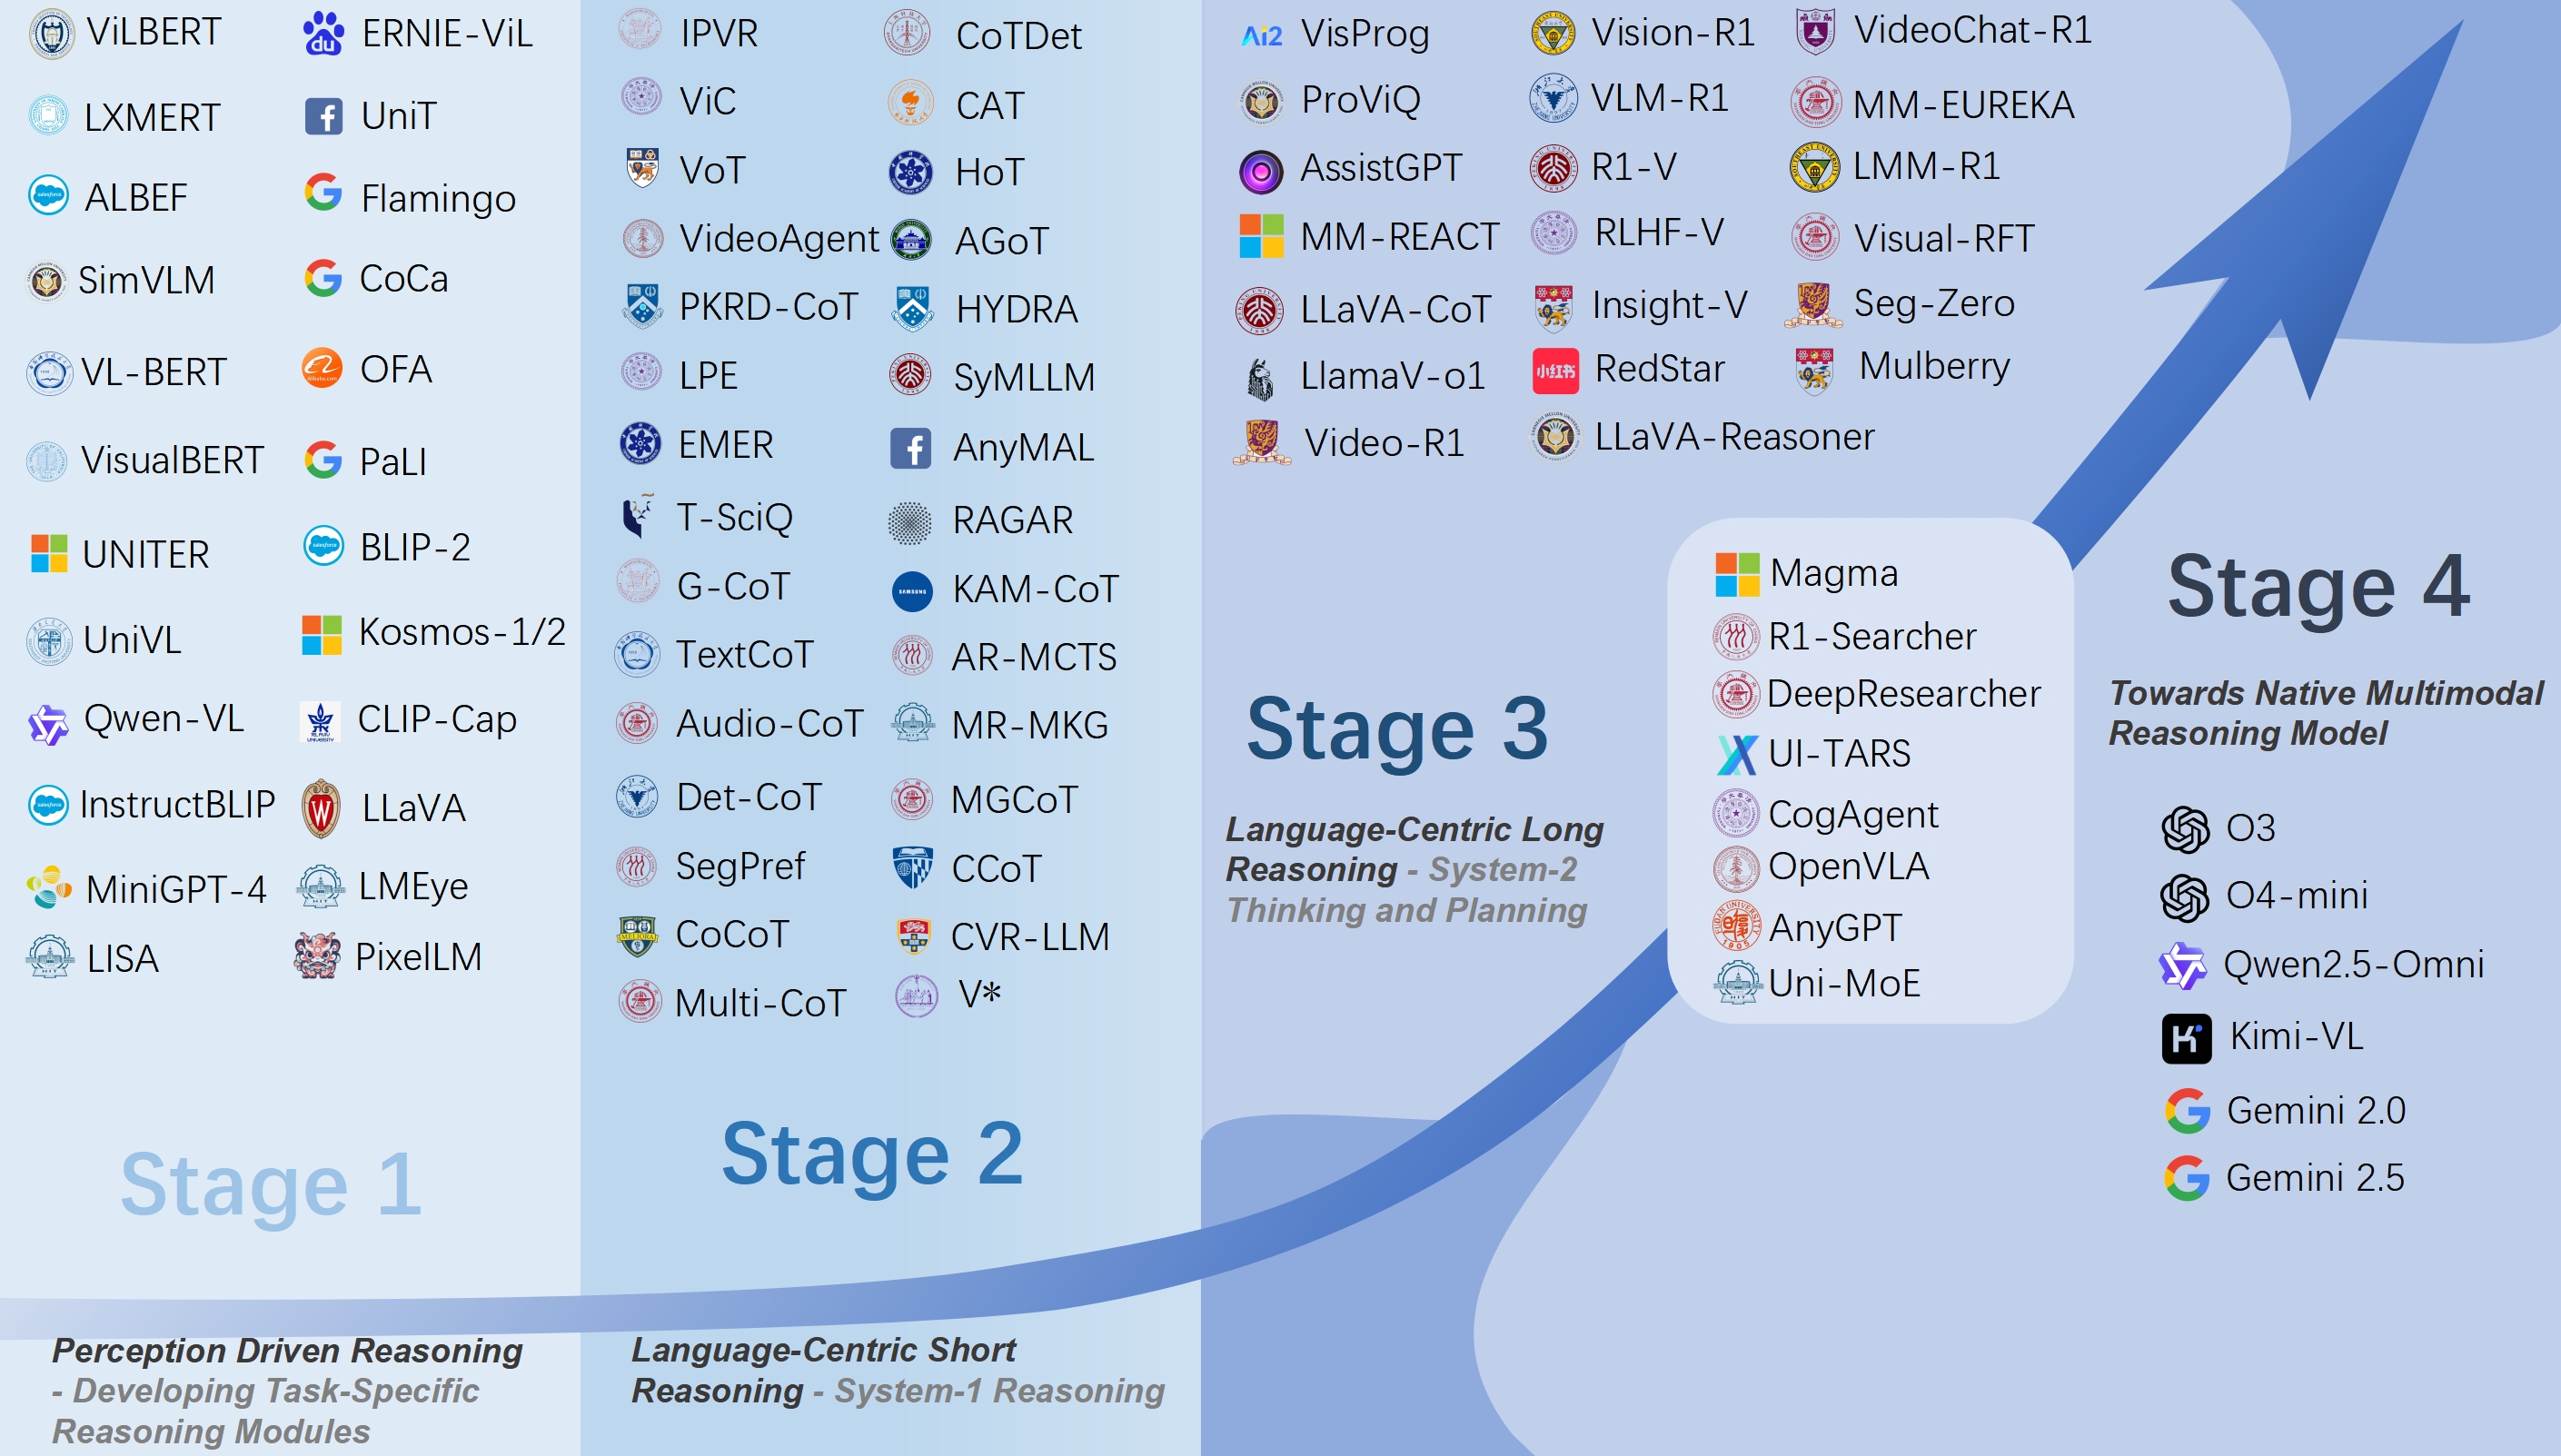 ViLBERT
LXMERT
ALBEF
SimVLM
VL-BERT
VisualBERT
UNITER
UniVL
Qwen-VL
InstructBLIP
MiniGPT-4
LISA
ERNIE-ViL
UniT
Flamingo
CoCa
OFA
PaLI
BLIP-2
Kosmos-1/2
CLIP-Cap
LLaVA
LMEye
PixelLM
Stage 1
Perception Driven Reasoning
- Developing Task-Specific
Reasoning Modules
IPVR
ViC
VoT
VideoAgent
PKRD-CoT
LPE
EMER
T-SciQ
G-CoT
TextCoT
Audio-CoT
Det-CoT
SegPref
CoCoT
Multi-CoT
CoTDet
CAT
HoT
AGoT
HYDRA
SyMLLM
AnyMAL
RAGAR
SAMSUNG
KAM-CoT
AR-MCTS
MR-MKG
MGCoT
CCoT
CVR-LLM
V*
Stage 2
Language-Centric Short
Reasoning - System-1 Reasoning
Ai2
VisProg
ProViQ
AssistGPT
MM-REACT
LLaVA-CoT
LlamaV-o1
Video-R1
Vision-R1
VLM-R1
R1-V
RLHF-V
Insight-V
小红书
RedStar
LLaVA-Reasoner
VideoChat-R1
MM-EUREKA
LMM-R1
Visual-RFT
Seg-Zero
Mulberry
Stage 3
Language-Centric Long
Reasoning - System-2
Thinking and Planning
Magma
R1-Searcher
DeepResearcher
UI-TARS
CogAgent
OpenVLA
AnyGPT
Uni-MoE
Stage 4
Towards Native Multimodal
Reasoning Model
O3
O4-mini
Qwen2.5-Omni
Kimi-VL
Gemini 2.0
Gemini 2.5